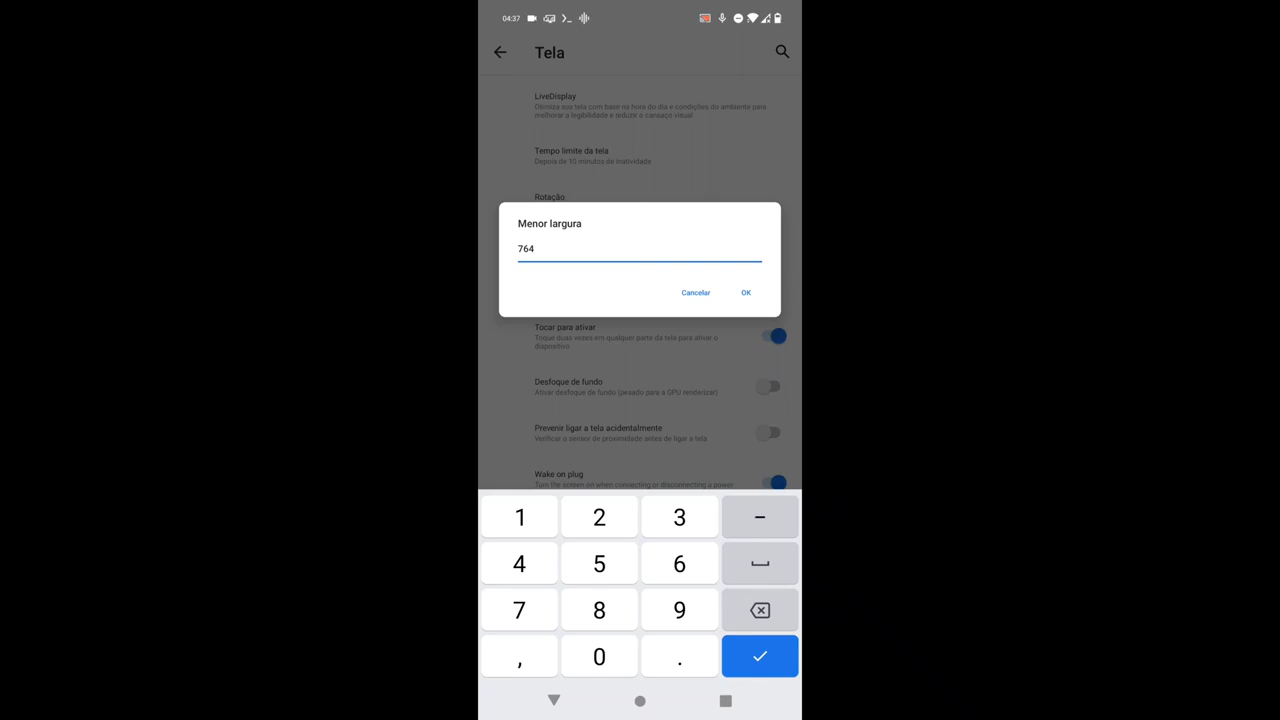 04:37
Tela
LiveDisplay
Otimize sua tela com base na hora do dia e condições do ambiente para
melhorar a legibilidade e reduzir o cansaço visual
Tempo limite da tela
Depois de 10 minutos de inatividade
Rotação
Menor largura
764
Cancelar OK
Tocar para ativar
Toque duas vezes em qualquer parte da tela para ativar o
dispositivo
Desfoque de fundo
Ativar desfoque de fundo (pesado para a GPU renderizar)
Prevenir ligar a tela acidentalmente
Verificar o sensor de proximidade antes de ligar a tela
Wake on plug
Turn the screen on when connecting or disconnecting a power
1 2 3 –
4 5 6
7 8 9
, 0 .